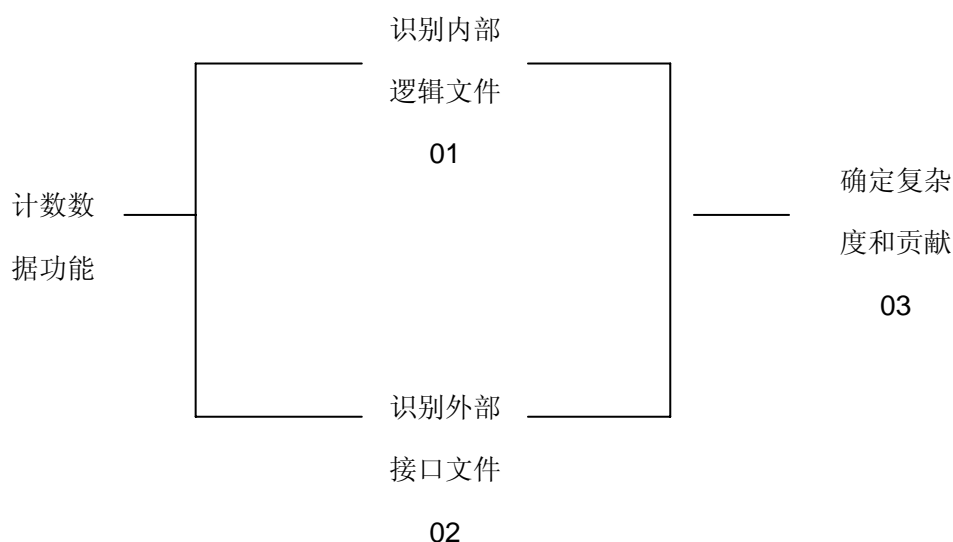 计数数
据功能
识别内部
逻辑文件
01
识别外部
接口文件
02
确定复杂
度和贡献
03